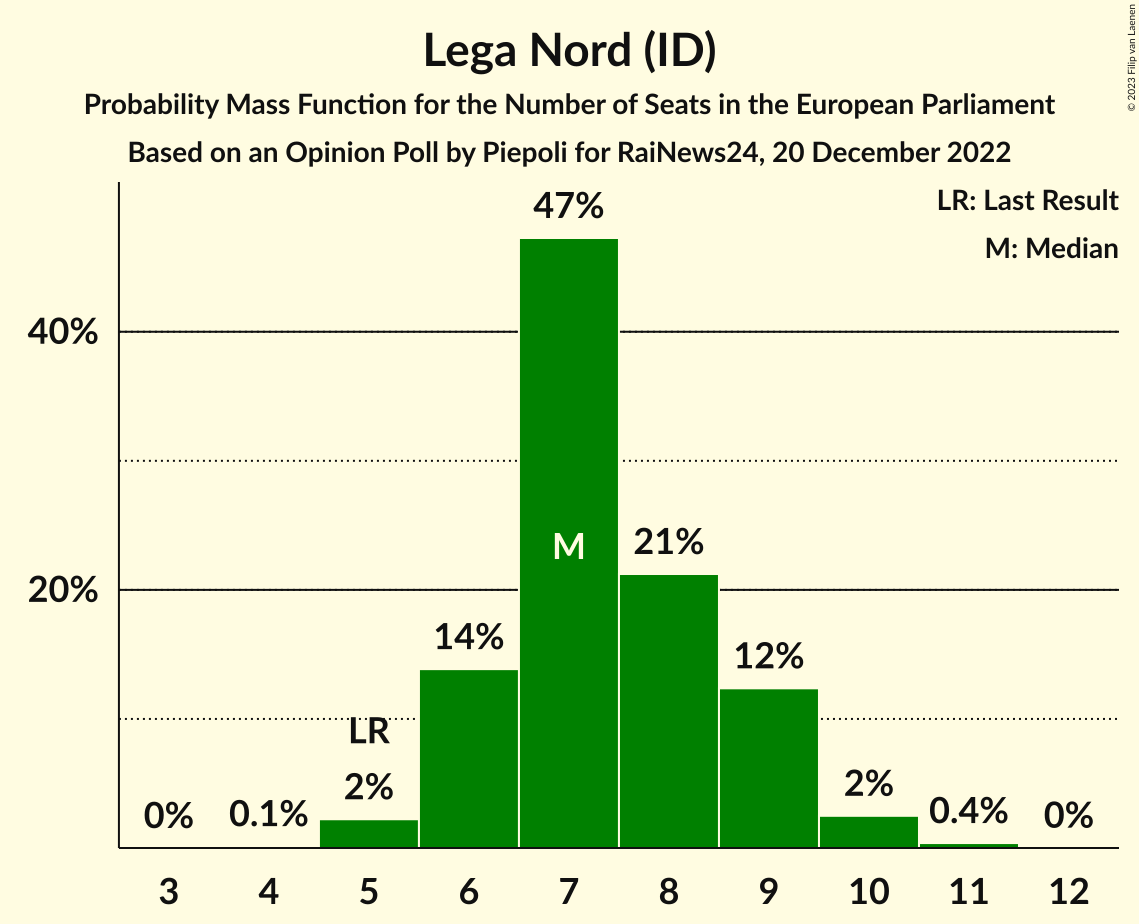 Lega Nord (ID)
Probability Mass Function for the Number of Seats in the European Parliament
Based on an Opinion Poll by Piepoli for RaiNews24, 20 December 2022
© 2023 Filip van Laenen
LR: Last Result
M: Median
47%
40%
M
21%
20%
14%
12%
LR
2%
0%
0.1%
2%
0.4%
0%
3 4 5 6 7 8 9 10 11 12